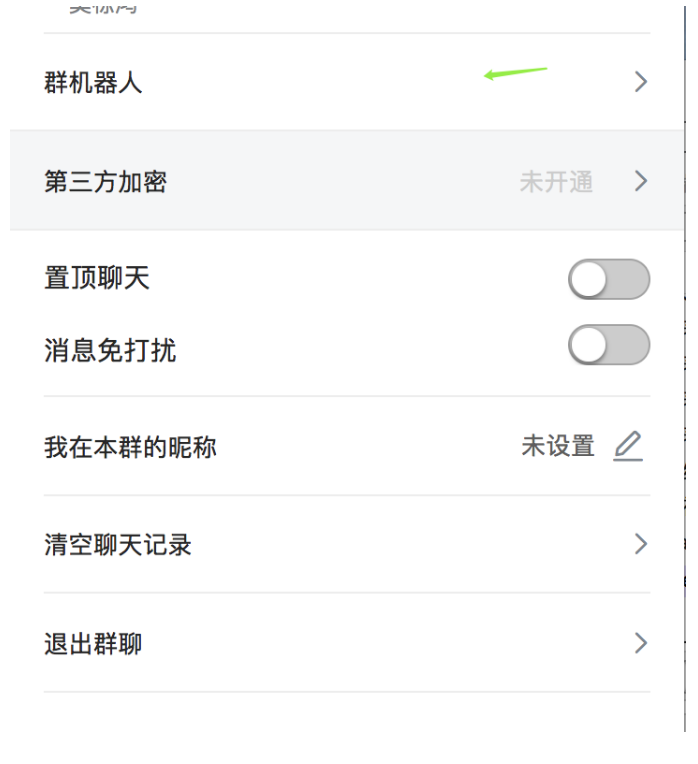 群机器人
第三方加密 未开通
置顶聊天
消息免打扰
我在本群的昵称 未设置
清空聊天记录
退出群聊